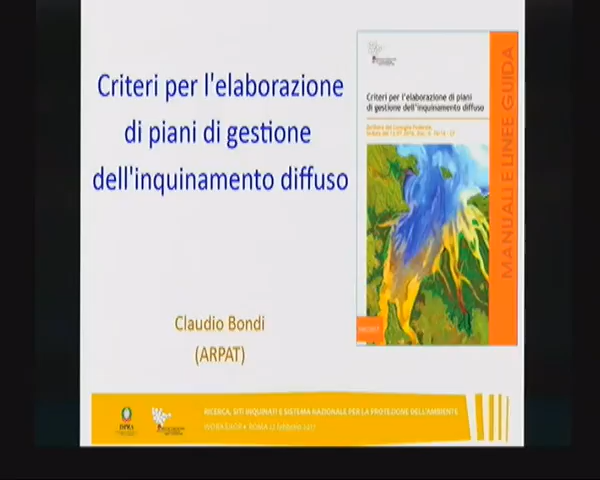 Criteri per l'elaborazione
di piani di gestione
dell'inquinamento diffuso
Criteri per l'elaborazione di piani
di gestione dell'inquinamento diffuso
MANUALI E LINEE GUIDA
Claudio Bondi
(ARPAT)
RICERCA, SITI INQUINATI E SISTEMA NAZIONALE PER LA PROTEZIONE DELL'AMBIENTE
ISPRA